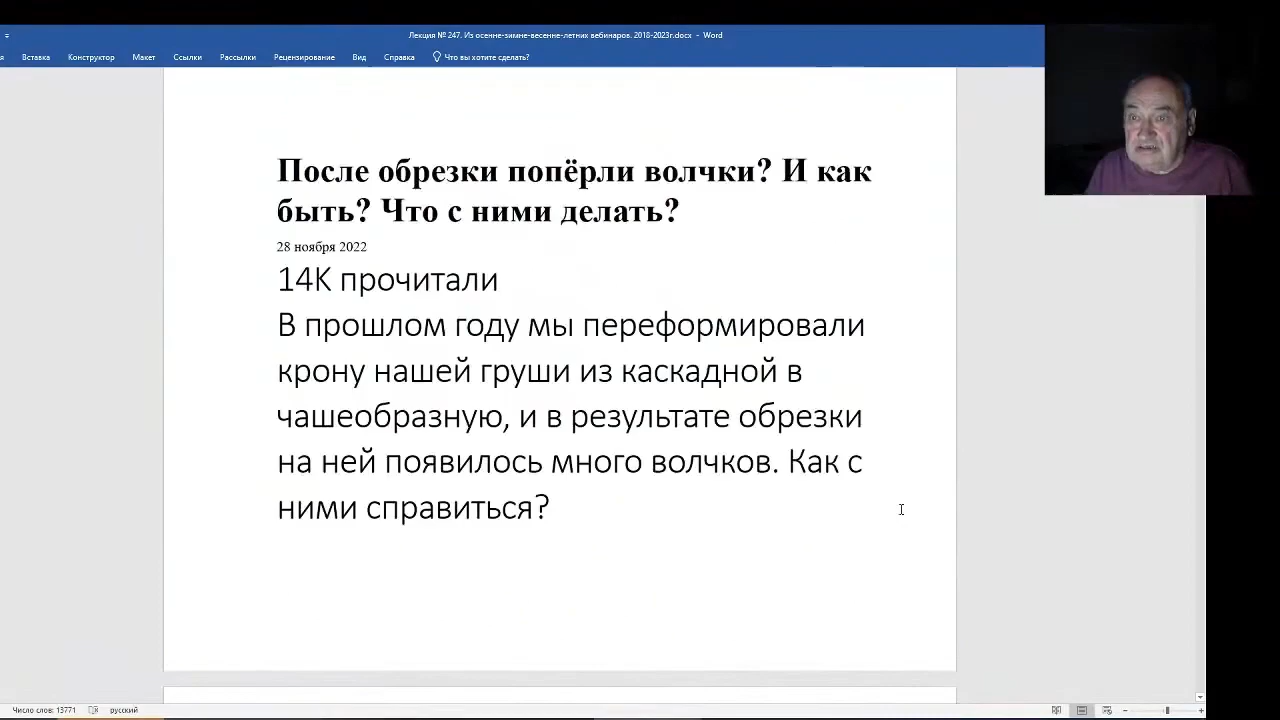 Лекция № 247. Из осенне-зимне-весенне-летних вебинаров. 2018-2023г.docx - Word
Вставка Конструктор Макет Ссылки Рассылки Рецензирование Вид Справка Что вы хотите сделать?
После обрезки попёрли волчки? И как
быть? Что с ними делать?
28 ноября 2022
14K прочитали
В прошлом году мы переформировали
крону нашей груши из каскадной в
чашеобразную, и в результате обрезки
на ней появилось много волчков. Как с
ними справиться?
Число слов: 13771 русский